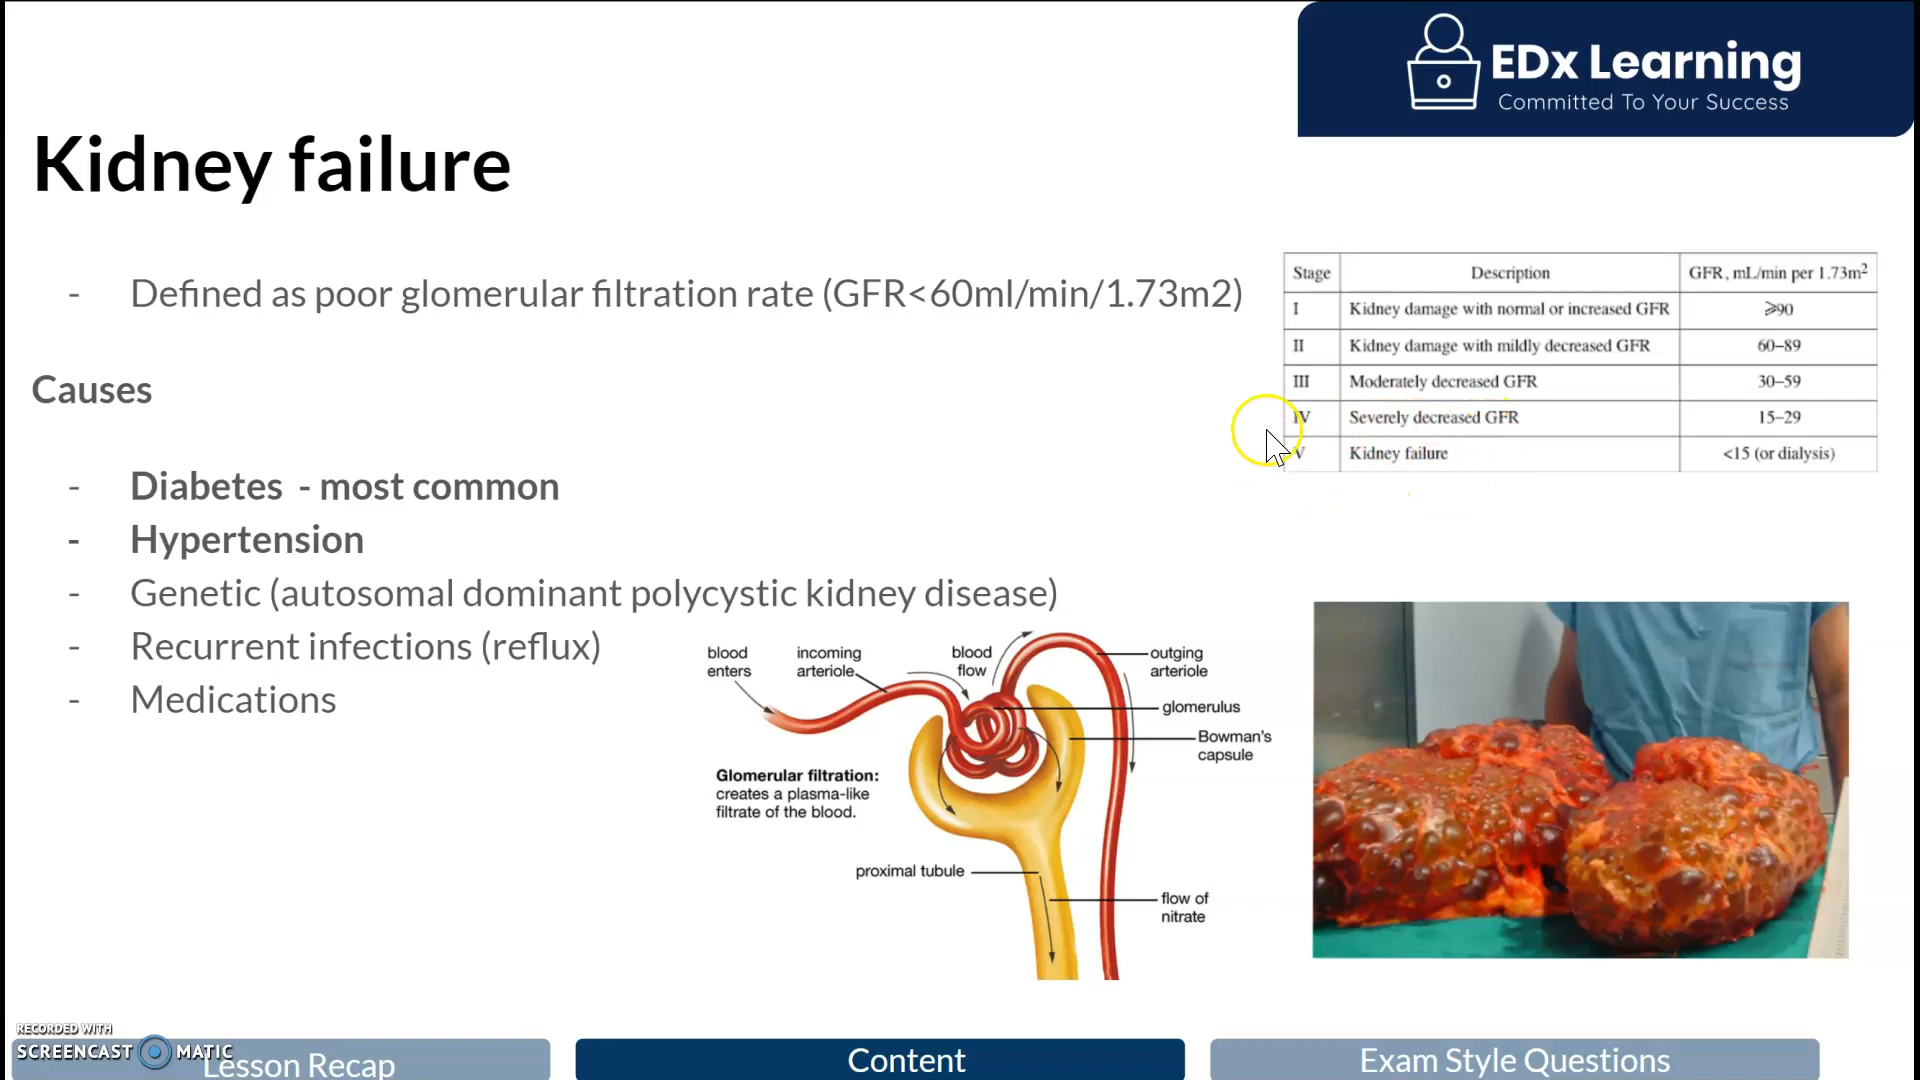 EDx Learning
Committed To Your Success
Kidney failure
- Defined as poor glomerular filtration rate (GFR<60ml/min/1.73m2)
Stage Description GFR, mL/min per 1.73m²
I Kidney damage with normal or increased GFR ⩾90
II Kidney damage with mildly decreased GFR 60–89
III Moderately decreased GFR 30–59
IV Severely decreased GFR 15–29
V Kidney failure <15 (or dialysis)
Causes
- Diabetes - most common
- Hypertension
- Genetic (autosomal dominant polycystic kidney disease)
- Recurrent infections (reflux)
- Medications
blood
enters
incoming
arteriole
blood
flow
outging
arteriole
glomerulus
Bowman's
capsule
Glomerular filtration:
creates a plasma-like
filtrate of the blood.
proximal tubule
flow of
nitrate
RECORDED WITH
SCREENCAST MATIC
Lesson Recap
Content
Exam Style Questions